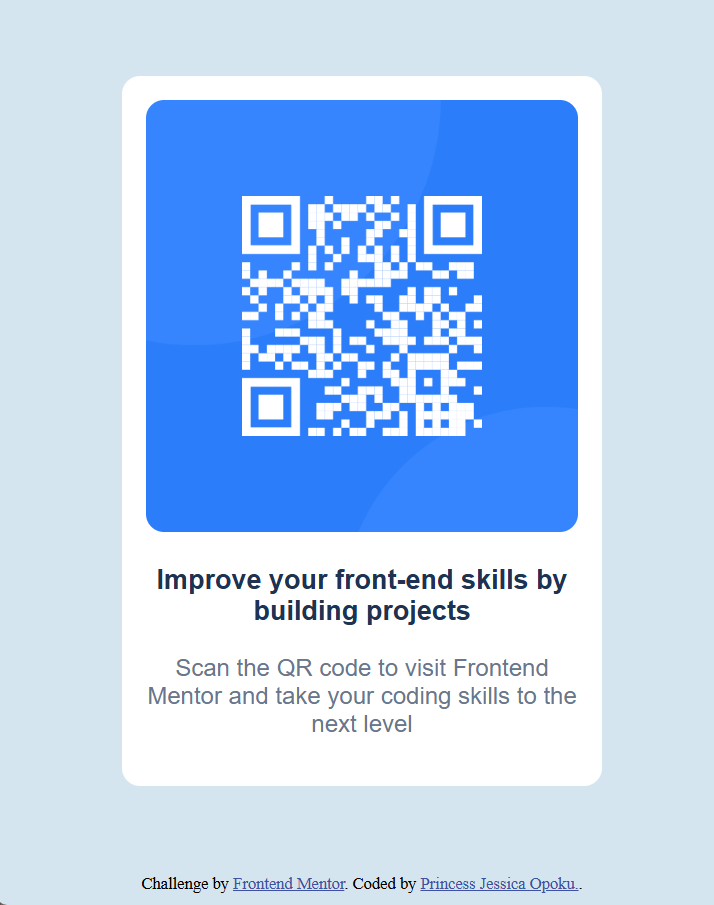 Improve your front-end skills by
building projects
Scan the QR code to visit Frontend
Mentor and take your coding skills to the
next level
Challenge by Frontend Mentor. Coded by Princess Jessica Opoku..